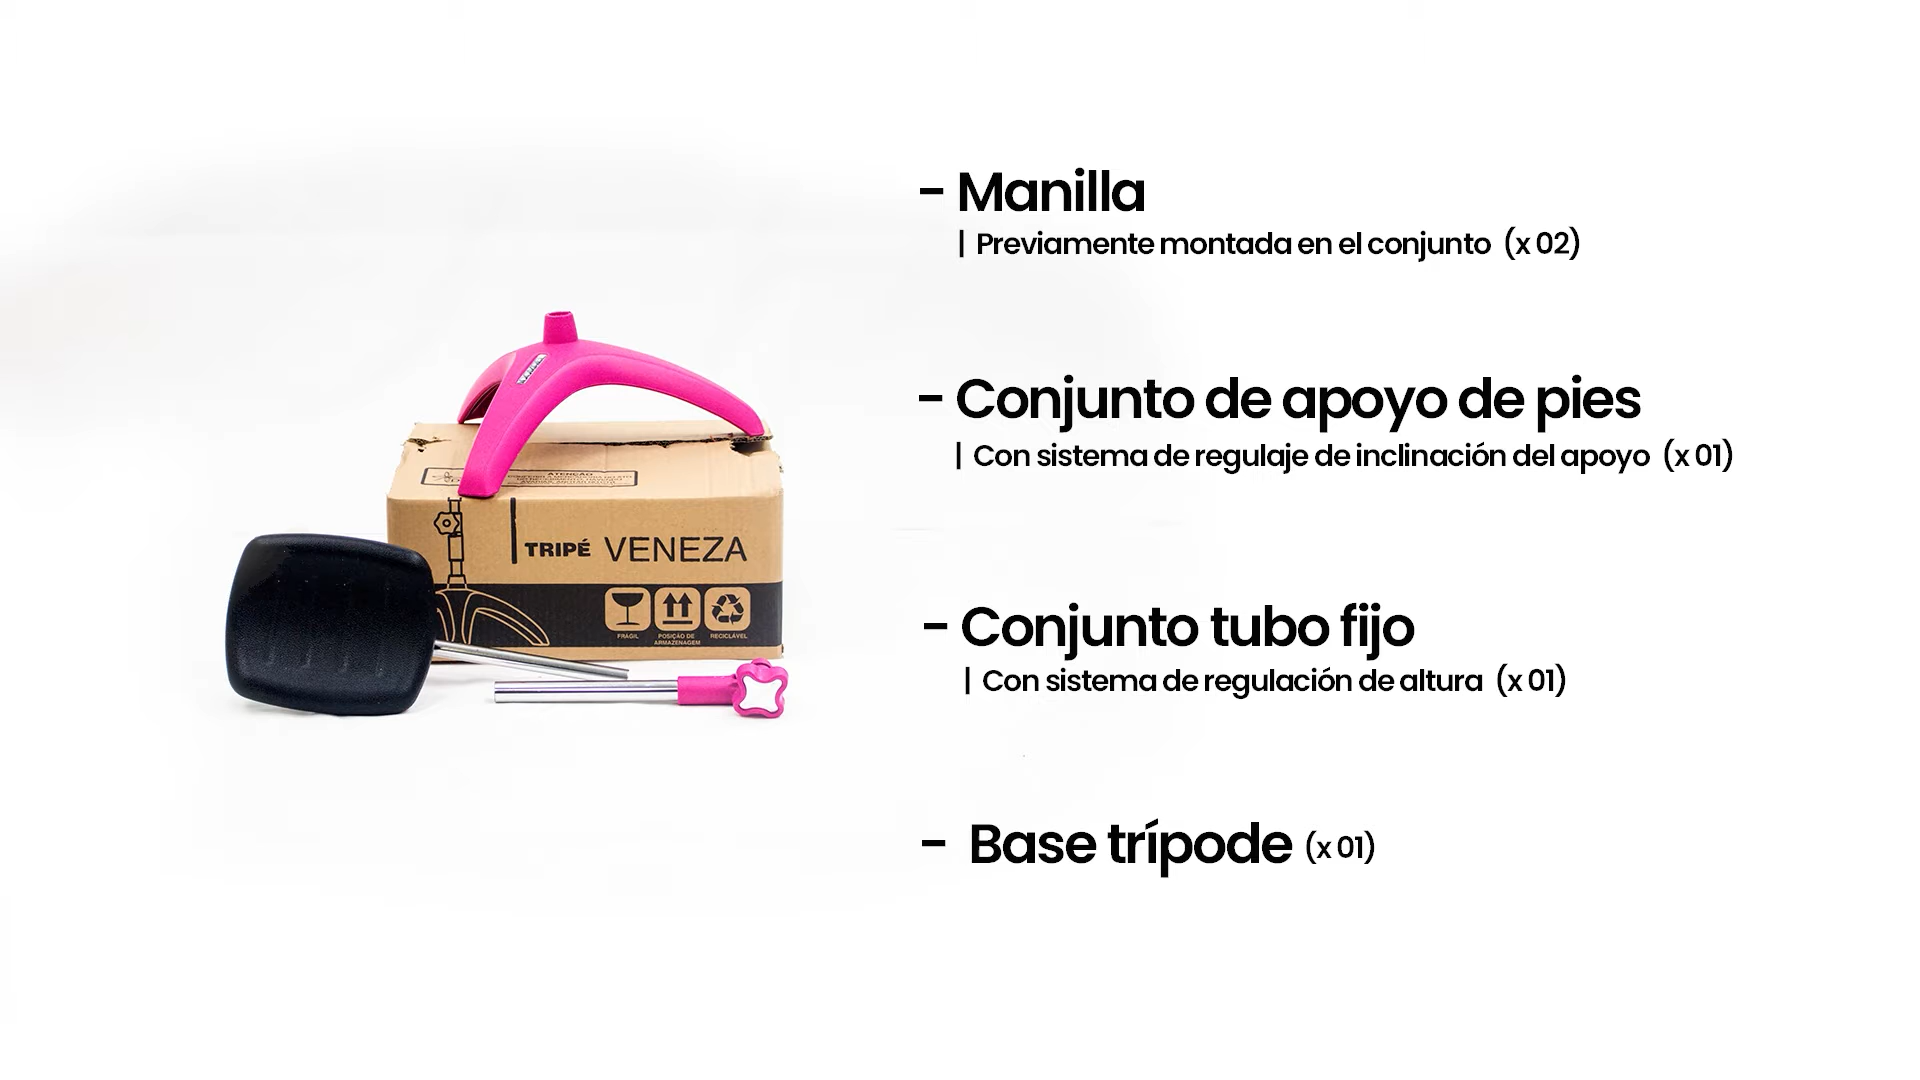 - Manilla
| Previamente montada en el conjunto (x 02)
- Conjunto de apoyo de pies
| Con sistema de regulaje de inclinación del apoyo (x 01)
- Conjunto tubo fijo
| Con sistema de regulación de altura (x 01)
- Base trípode (x 01)
ATENÇÃO
TRIPÉ VENEZA
FRÁGIL
POSIÇÃO DE ARMAZENAGEM
RECICLÁVEL